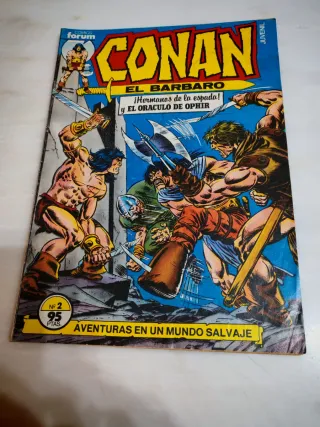 COMICS
forum
CONAN
JUVENIL
EL BARBARO
¡Hermanos de la espada!
y EL ORACULO DE OPHIR
Nº 2
95
PTAS
AVENTURAS EN UN MUNDO SALVAJE